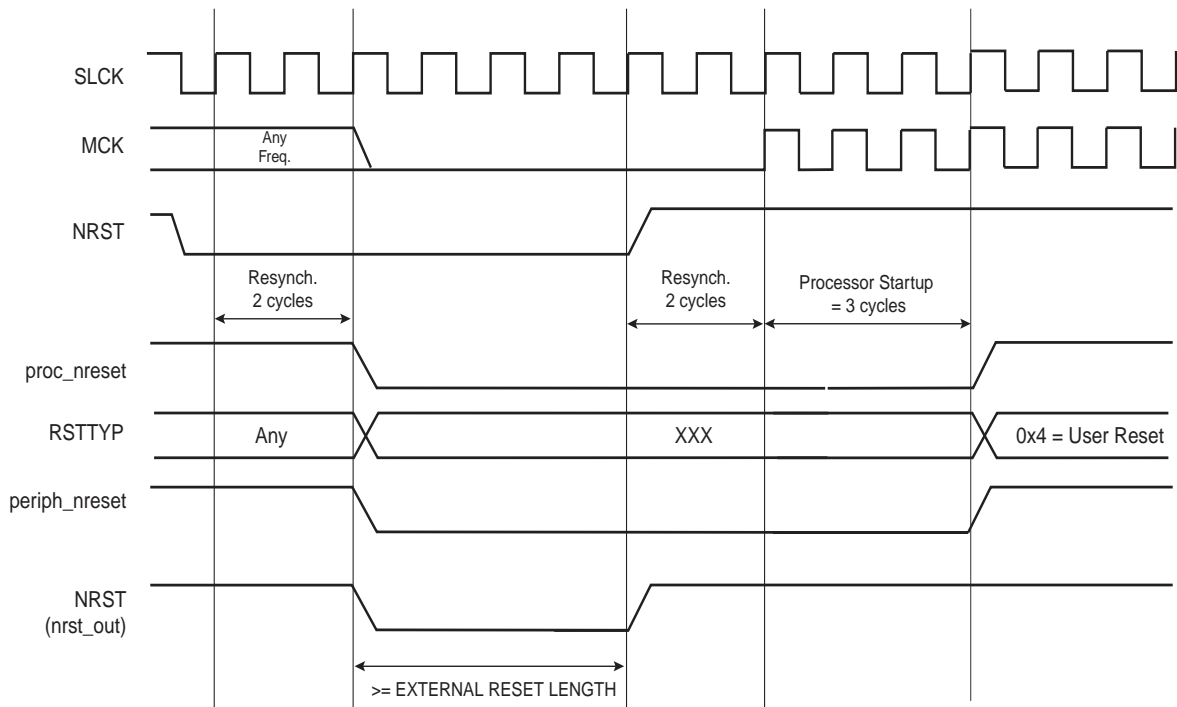 SLCK
MCK
Any
Freq.
NRST
Resynch.
2 cycles
Resynch.
2 cycles
Processor Startup
= 3 cycles
proc_nreset
RSTTYP
Any
XXX
0x4 = User Reset
periph_nreset
NRST
(nrst_out)
>= EXTERNAL RESET LENGTH